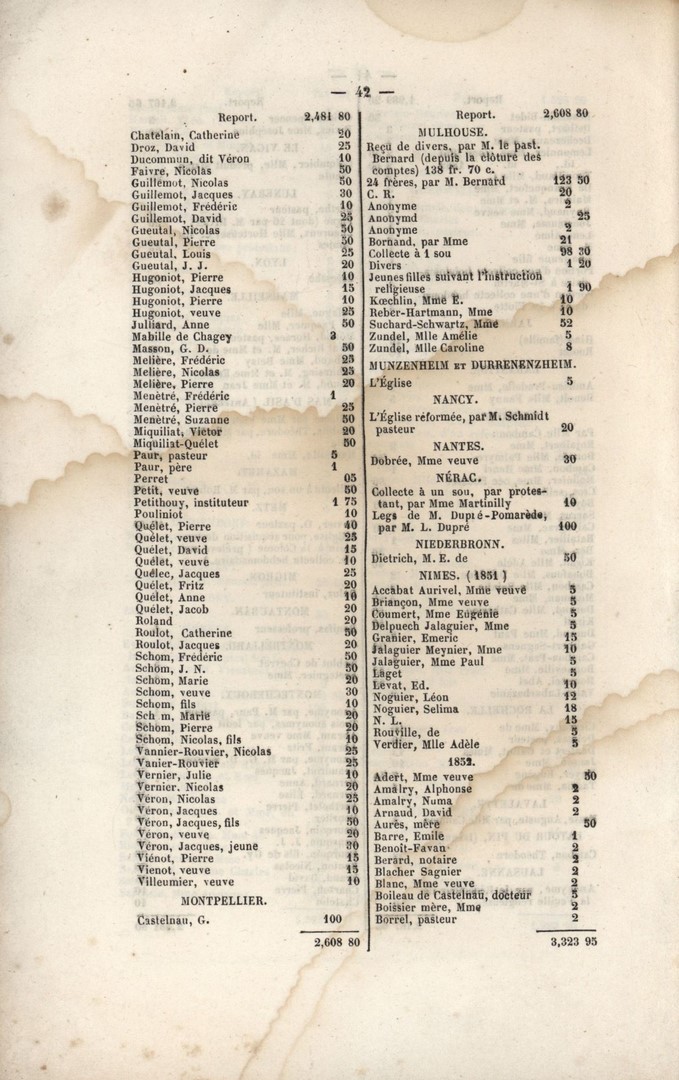 — 42 —
Report. 2,481 80
Chatelain, Catherine 20
Droz, David 25
Ducommun, dit Véron 10
Faivre, Nicolas 50
Guillemot, Nicolas 50
Guillemot, Jacques 30
Guillemot, Frédéric 10
Guillemot, David 25
Gueutal, Nicolas 50
Gueutal, Pierre 50
Gueutal, Louis 25
Gueutal, J. J. 20
Hugoniot, Pierre 10
Hugoniot, Jacques 15
Hugoniot, Pierre 10
Hugoniot, veuve 25
Julliard, Anne 50
Mabille de Chagey 3
Masson, G. D. 50
Melière, Frédéric 25
Melière, Nicolas 25
Melière, Pierre 20
Menètré, Frédéric 1
Menètré, Pierre 25
Menètré, Suzanne 50
Miquiliat, Victor 20
Miquiliat-Quélet 50
Paur, pasteur 5
Paur, père 1
Perret 05
Petit, veuve 50
Petithouy, instituteur 1 75
Pouliniot 10
Quélet, Pierre 40
Quélet, veuve 25
Quélet, David 15
Quélet, veuve 10
Quélec, Jacques 25
Quélet, Fritz 20
Quélet, Anne 10
Quélet, Jacob 20
Roland 20
Roulot, Catherine 50
Roulot, Jacques 20
Schom, Frédéric 50
Schom, J. N. 50
Schom, Marie 20
Schom, veuve 30
Schom, fils 10
Sch m, Marie 20
Schom, Pierre 20
Schom, Nicolas, fils 10
Vannier-Rouvier, Nicolas 25
Vanier-Rouvier 25
Vernier, Julie 10
Vernier. Nicolas 20
Véron, Nicolas 25
Véron, Jacques 10
Véron, Jacques, fils 50
Véron, veuve 20
Véron, Jacques, jeune 30
Viénot, Pierre 15
Vienot, veuve 15
Villeumier, veuve 10
MONTPELLIER.
Castelnau, G. 100
2,608 80
Report. 2,608 80
MULHOUSE.
Reçu de divers, par M. le past.
Bernard (depuis la clôture des
comptes) 138 fr. 70 c.
24 frères, par M. Bernard 123 50
C. R. 20
Anonyme 2
Anonymd 25
Anonyme 2
Bornand, par Mme 21
Collecte à 1 sou 98 30
Divers 1 20
Jeunes filles suivant l'instruction
religieuse 1 90
Kœchlin, Mme E. 10
Reber-Hartmann, Mme 10
Suchard-Schwartz, Mme 52
Zundel, Mlle Amélie 5
Zundel, Mlle Caroline 8
MUNZENHEIM ET DURRENENZHEIM.
L'Église 5
NANCY.
L'Église réformée, par M. Schmidt
pasteur 20
NANTES.
Dobrée, Mme veuve 30
NÉRAC.
Collecte à un sou, par protes-
tant, par Mme Martinilly 10
Legs de M. Dupré-Pomarède,
par M. L. Dupré 100
NIEDERBRONN.
Dietrich, M. E. de 50
NIMES. (1851)
Accabat Aurivel, Mme veuve 5
Briançon, Mme veuve 5
Coumert, Mme Eugénie 5
Delpuech Jalaguier, Mme 5
Granier, Emeric 15
Jalaguier Meynier, Mme 10
Jalaguier, Mme Paul 5
Laget 5
Levat, Ed. 10
Noguier, Léon 12
Noguier, Selima 18
N. L. 15
Rouville, de 5
Verdier, Mlle Adèle 5
1852.
Adert, Mme veuve 50
Amalry, Alphonse 2
Amalry, Numa 2
Arnaud, David 2
Aurès, mère 50
Barre, Emile 1
Benoît-Favan 2
Berard, notaire 2
Blacher Sagnier 2
Blanc, Mme veuve 2
Boileau de Castelnau, docteur 5
Boissier mère, Mme 2
Borrel, pasteur 2
3,323 95